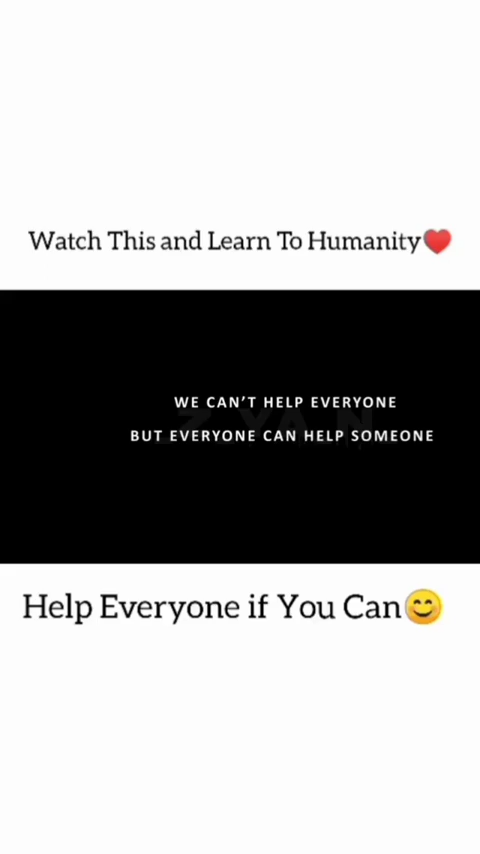 Watch This and Learn To Humanity❤️
WE CAN'T HELP EVERYONE
BUT EVERYONE CAN HELP SOMEONE
Help Everyone if You Can😊